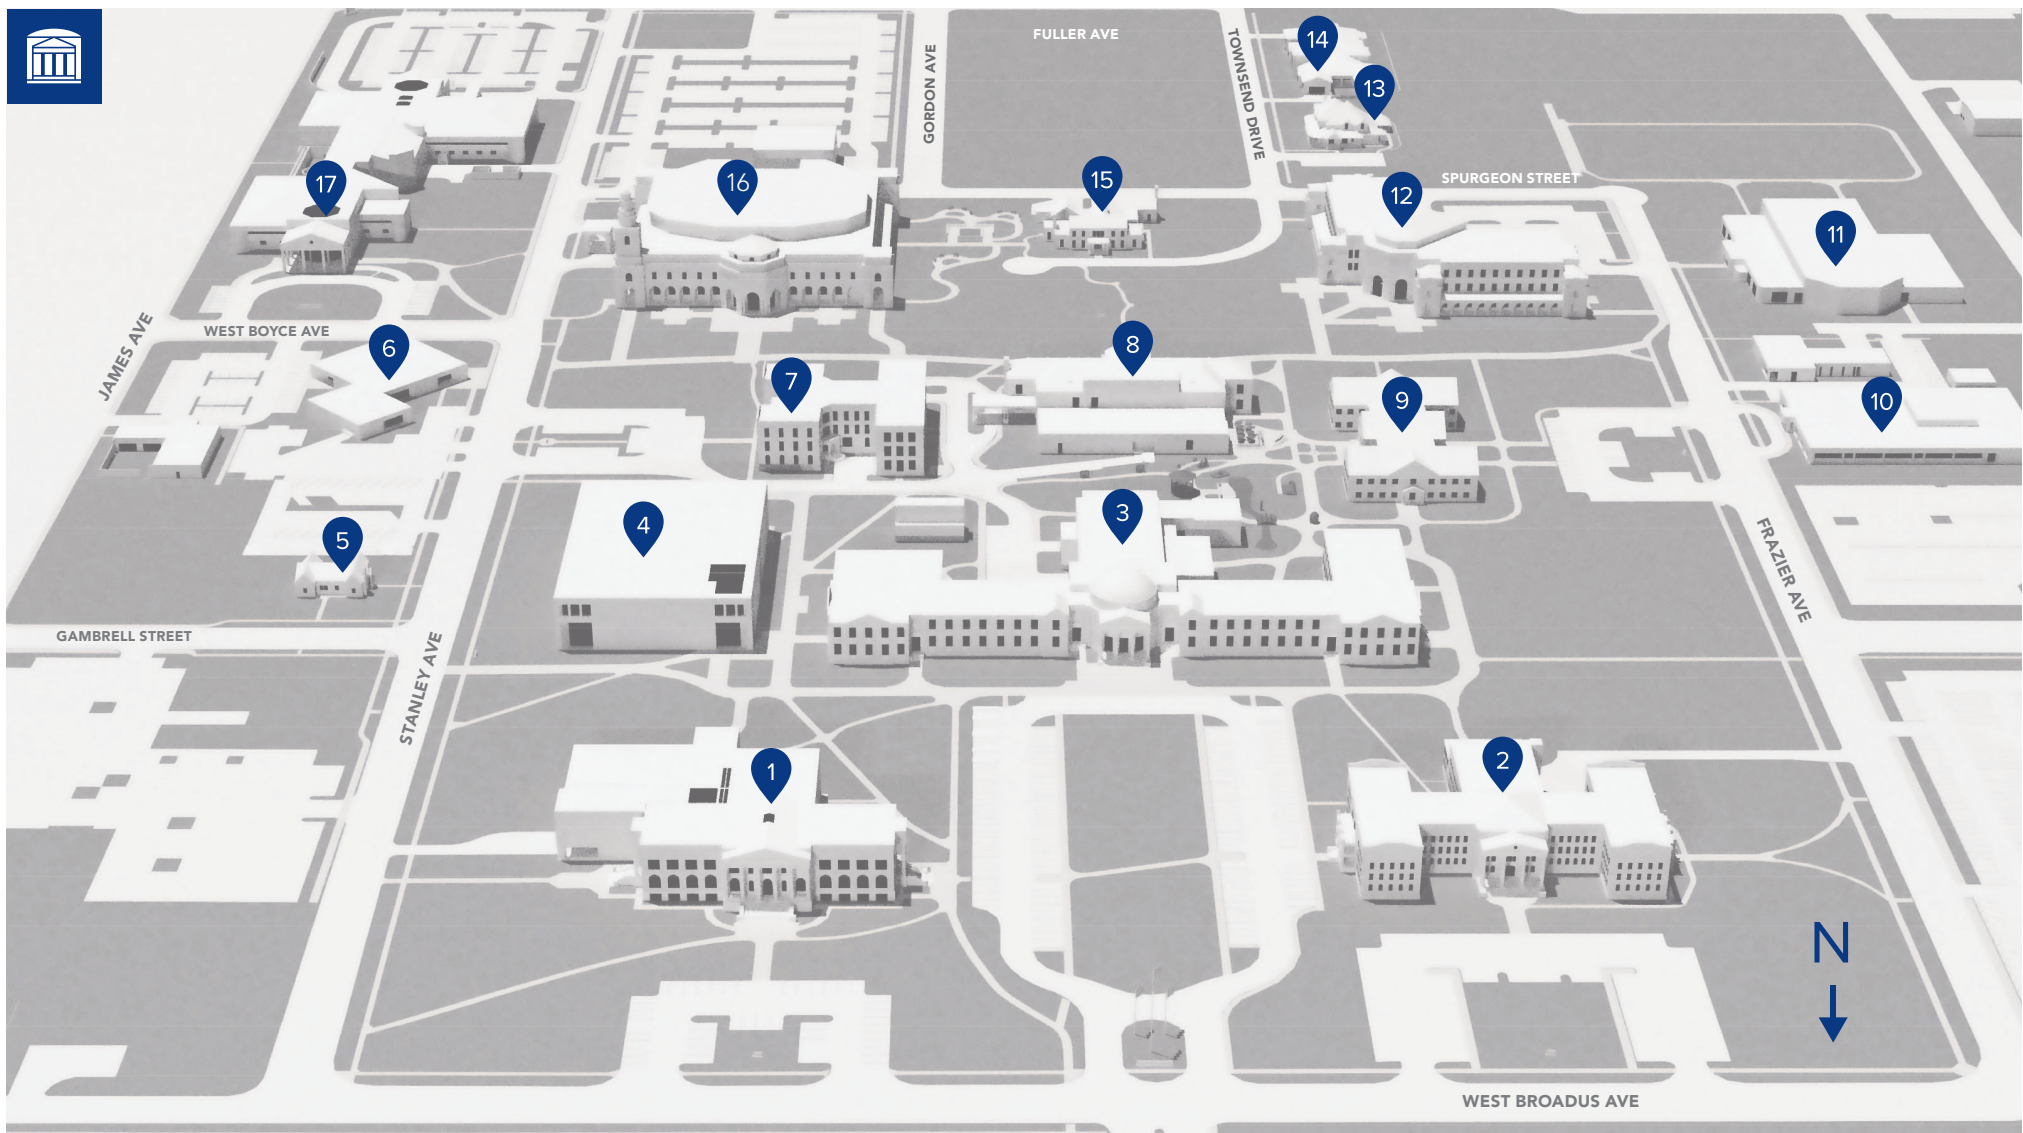 FULLER AVE
GORDON AVE
TOWNSEND DRIVE
14
13
17
16
15
12
SPURGEON STREET
11
JAMES AVE
WEST BOYCE AVE
6
8
7
9
10
4
3
5
FRAZIER AVE
GAMBRELL STREET
STANLEY AVE
1
2
N
WEST BROADUS AVE